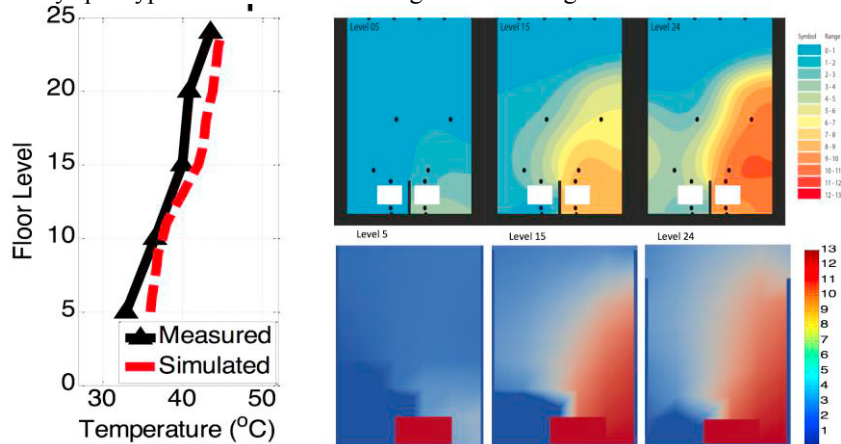 25
20
15
10
5
0
Floor Level
Measured
Simulated
30 40 50
Temperature (°C)
Level 05
Level 15
Level 24
Symbol Range
0 - 1
1 - 2
2 - 3
3 - 4
4 - 5
5 - 6
6 - 7
7 - 8
8 - 9
9 - 10
10 - 11
11 - 12
12 - 13
Level 5
Level 15
Level 24
13
12
11
10
9
8
7
6
5
4
3
2
1